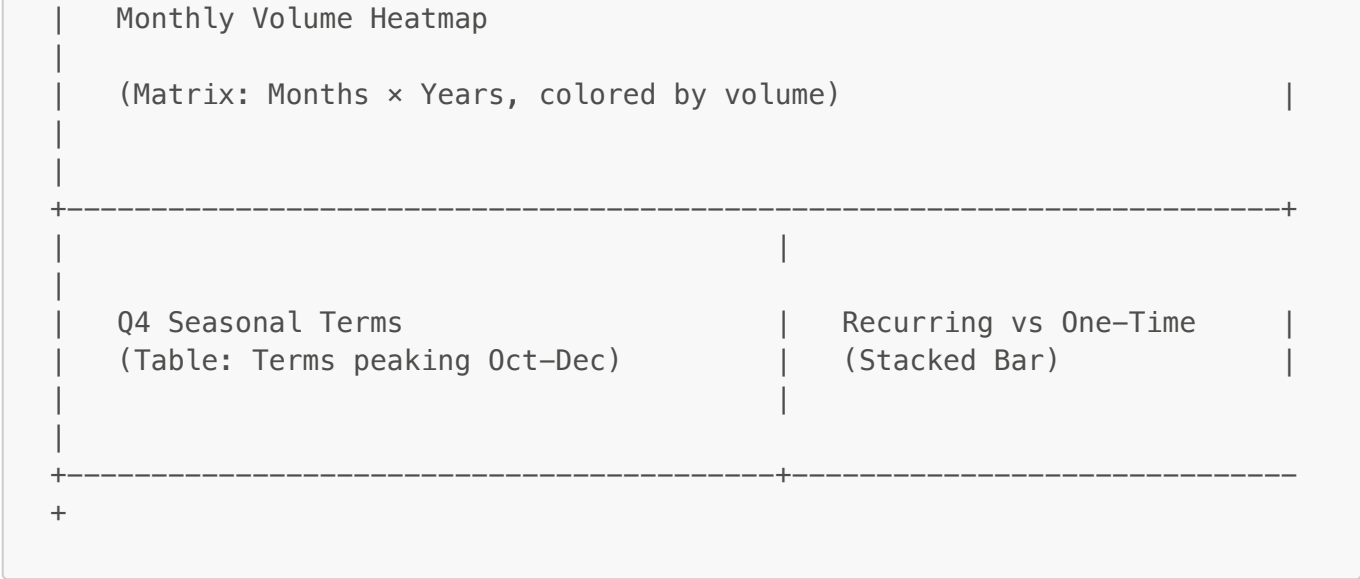 |   Monthly Volume Heatmap
|
|   (Matrix: Months × Years, colored by volume)                          |
|
|
+------------------------------------------------------------------------+
|                                          |
|
|   Q4 Seasonal Terms                      |   Recurring vs One-Time     |
|   (Table: Terms peaking Oct-Dec)         |   (Stacked Bar)             |
|                                          |
|
+------------------------------------------+------------------------------
+